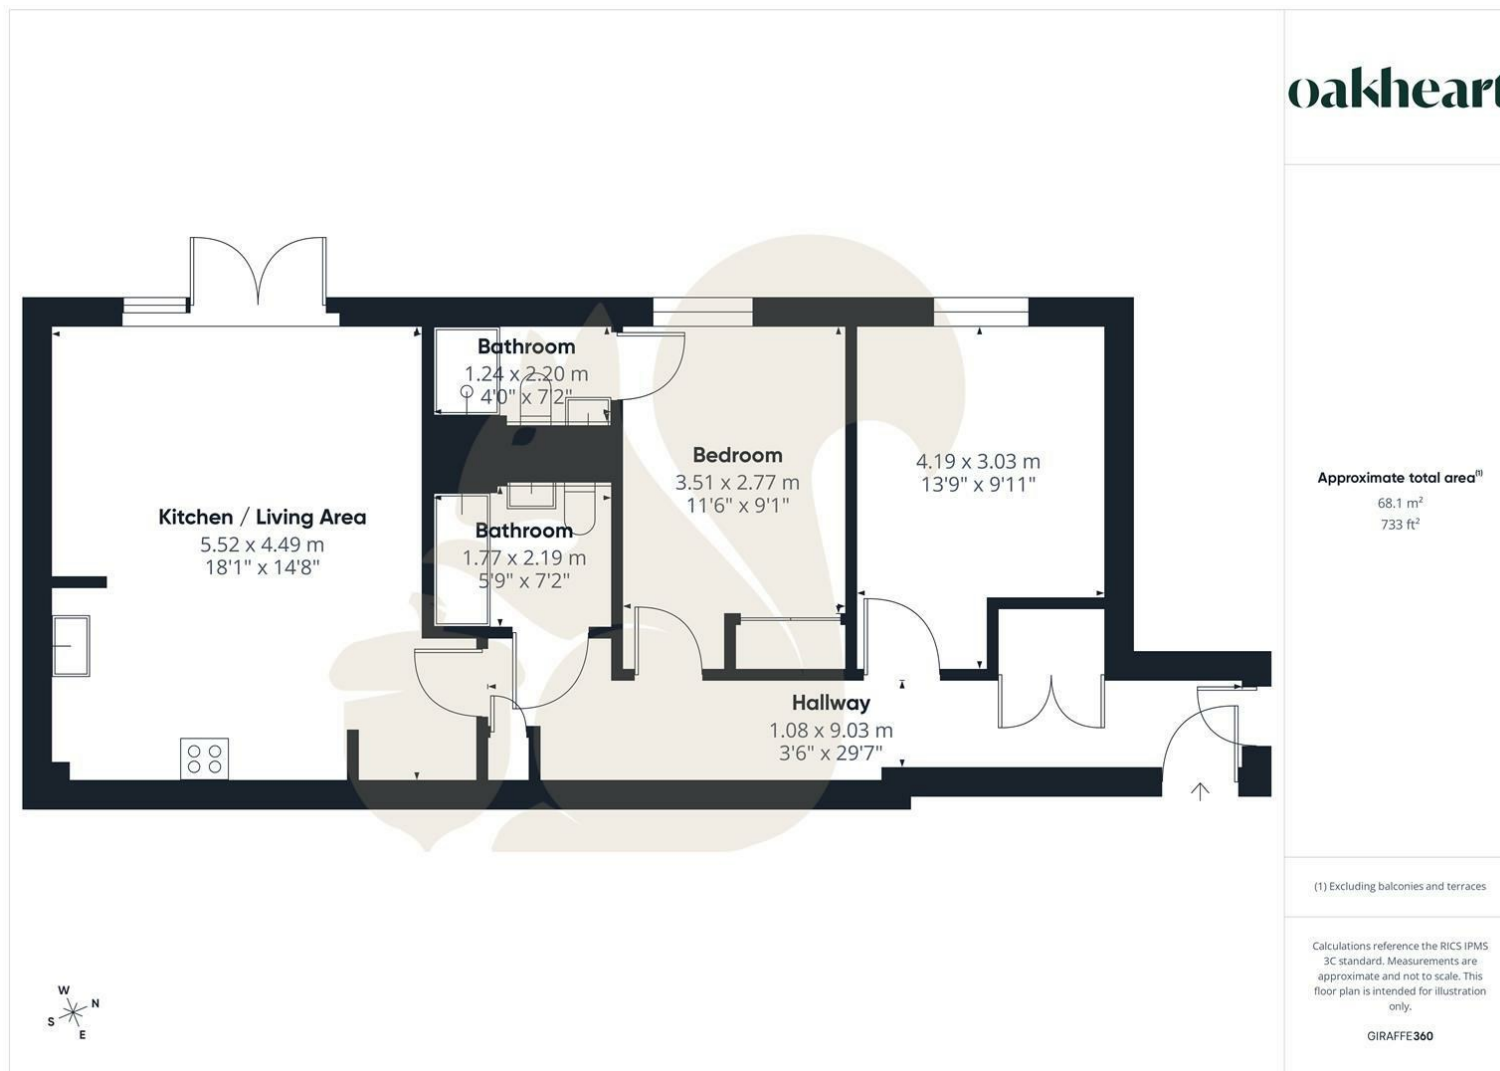 oakheart
Bathroom
1.24 x 2.20 m
4'0" x 7'2"
Bedroom
3.51 x 2.77 m
11'6" x 9'1"
4.19 x 3.03 m
13'9" x 9'11"
Kitchen / Living Area
5.52 x 4.49 m
18'1" x 14'8"
Bathroom
1.77 x 2.19 m
5'9" x 7'2"
Hallway
1.08 x 9.03 m
3'6" x 29'7"
W
N
S
E
Approximate total area(1)
68.1 m²
733 ft²
(1) Excluding balconies and terraces
Calculations reference the RICS IPMS
3C standard. Measurements are
approximate and not to scale. This
floor plan is intended for illustration
only.
GIRAFFE360